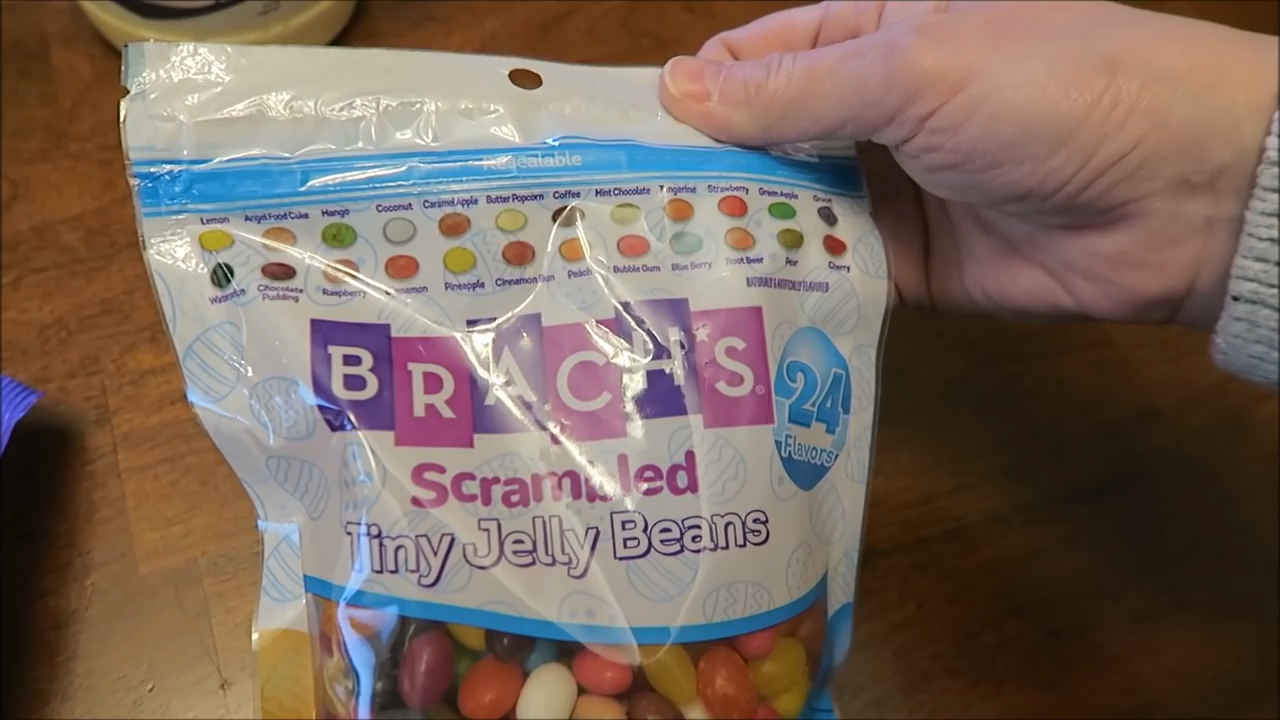 Resealable
Lemon Angel Food Cake Mango Coconut Caramel Apple Butter Popcorn Coffee Mint Chocolate Tangerine Strawberry Green Apple
Chocolate Pudding Raspberry Pineapple Cinnamon Bun Peach Bubble Gum Blue Berry Root Beer Pear Cherry
NATURALLY & ARTIFICIALLY FLAVORED
BRACH'S
24
Flavors
Scrambled
Tiny Jelly Beans